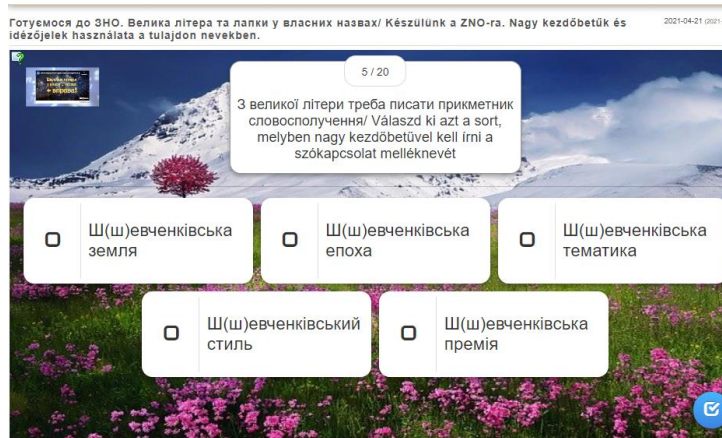 Готуємося до ЗНО. Велика літера та лапки у власних назвах/ Készülünk a ZNO-ra. Nagy kezdőbetűk és
idézőjelek használata a tulajdon nevekben.
2021-04-21
5 / 20
З великої літери треба писати прикметник
словосполучення/ Válaszd ki azt a sort,
melyben nagy kezdőbetüvel kell írni a
szókapcsolat melléknevét
Ш(ш)евченківська
земля
Ш(ш)евченківська
епоха
Ш(ш)евченківська
тематика
Ш(ш)евченківський
стиль
Ш(ш)евченківська
премія